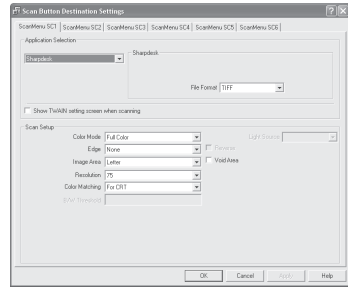 Scan Button Destination Settings
ScanMenu SC1 ScanMenu SC2 ScanMenu SC3 ScanMenu SC4 ScanMenu SC5 ScanMenu SC6
Application Selection
Sharpdesk
Sharpdesk
File Format TIFF
Show TWAIN setting screen when scanning
Scan Setup
Color Mode Full Color Light Source
Edge None Reverse
Image Area Letter Void Area
Resolution 75
Color Matching For CRT
B/W Threshold
OK Cancel Apply Help